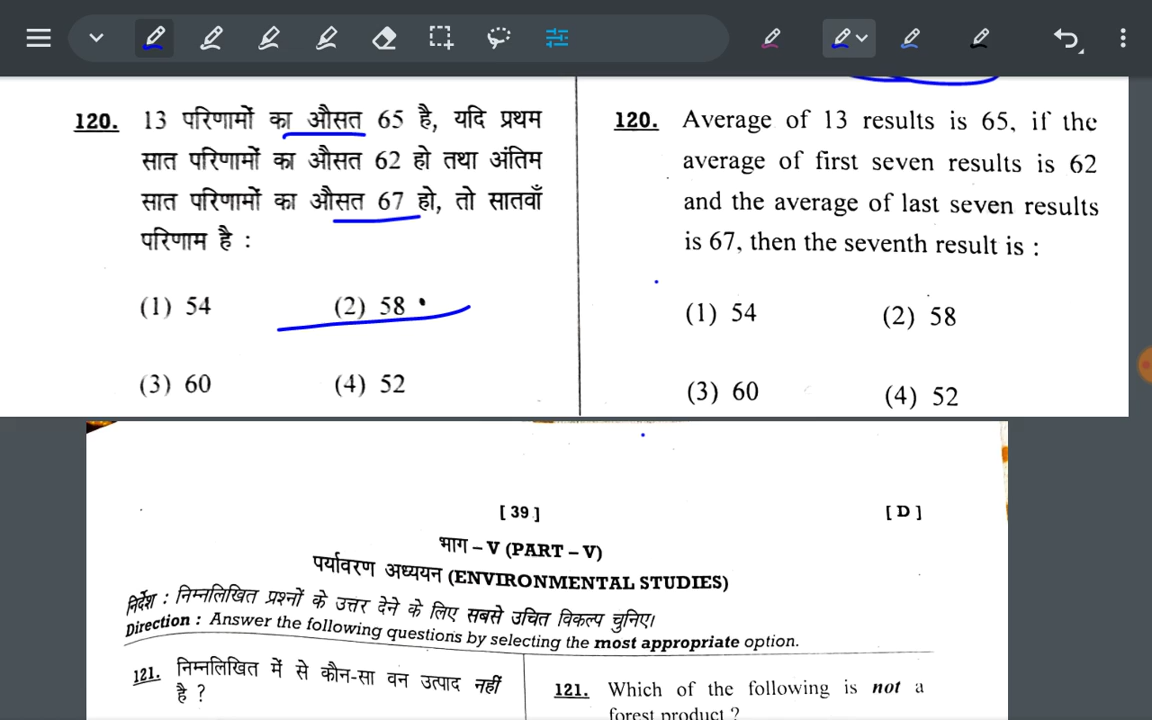 120. 13 परिणामों का औसत 65 है, यदि प्रथम
सात परिणामों का औसत 62 हो तथा अंतिम
सात परिणामों का औसत 67 हो, तो सातवाँ
परिणाम है :
(1) 54 (2) 58
(3) 60 (4) 52
120. Average of 13 results is 65, if the
average of first seven results is 62
and the average of last seven results
is 67, then the seventh result is :
(1) 54 (2) 58
(3) 60 (4) 52
[ 39 ] [ D ]
भाग – V (PART – V)
पर्यावरण अध्ययन (ENVIRONMENTAL STUDIES)
निर्देश : निम्नलिखित प्रश्नों के उत्तर देने के लिए सबसे उचित विकल्प चुनिए।
Direction : Answer the following questions by selecting the most appropriate option.
121. निम्नलिखित में से कौन-सा वन उत्पाद नहीं
है ?
121. Which of the following is not a
forest product ?